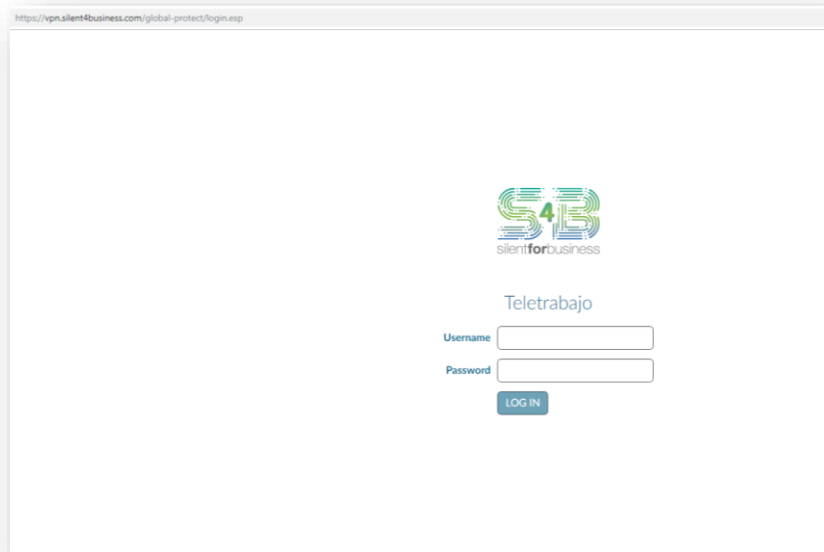 https://vpn.silent4business.com/global-protect/login.esp
S4B
silentforbusiness
Teletrabajo
Username
Password
LOG IN